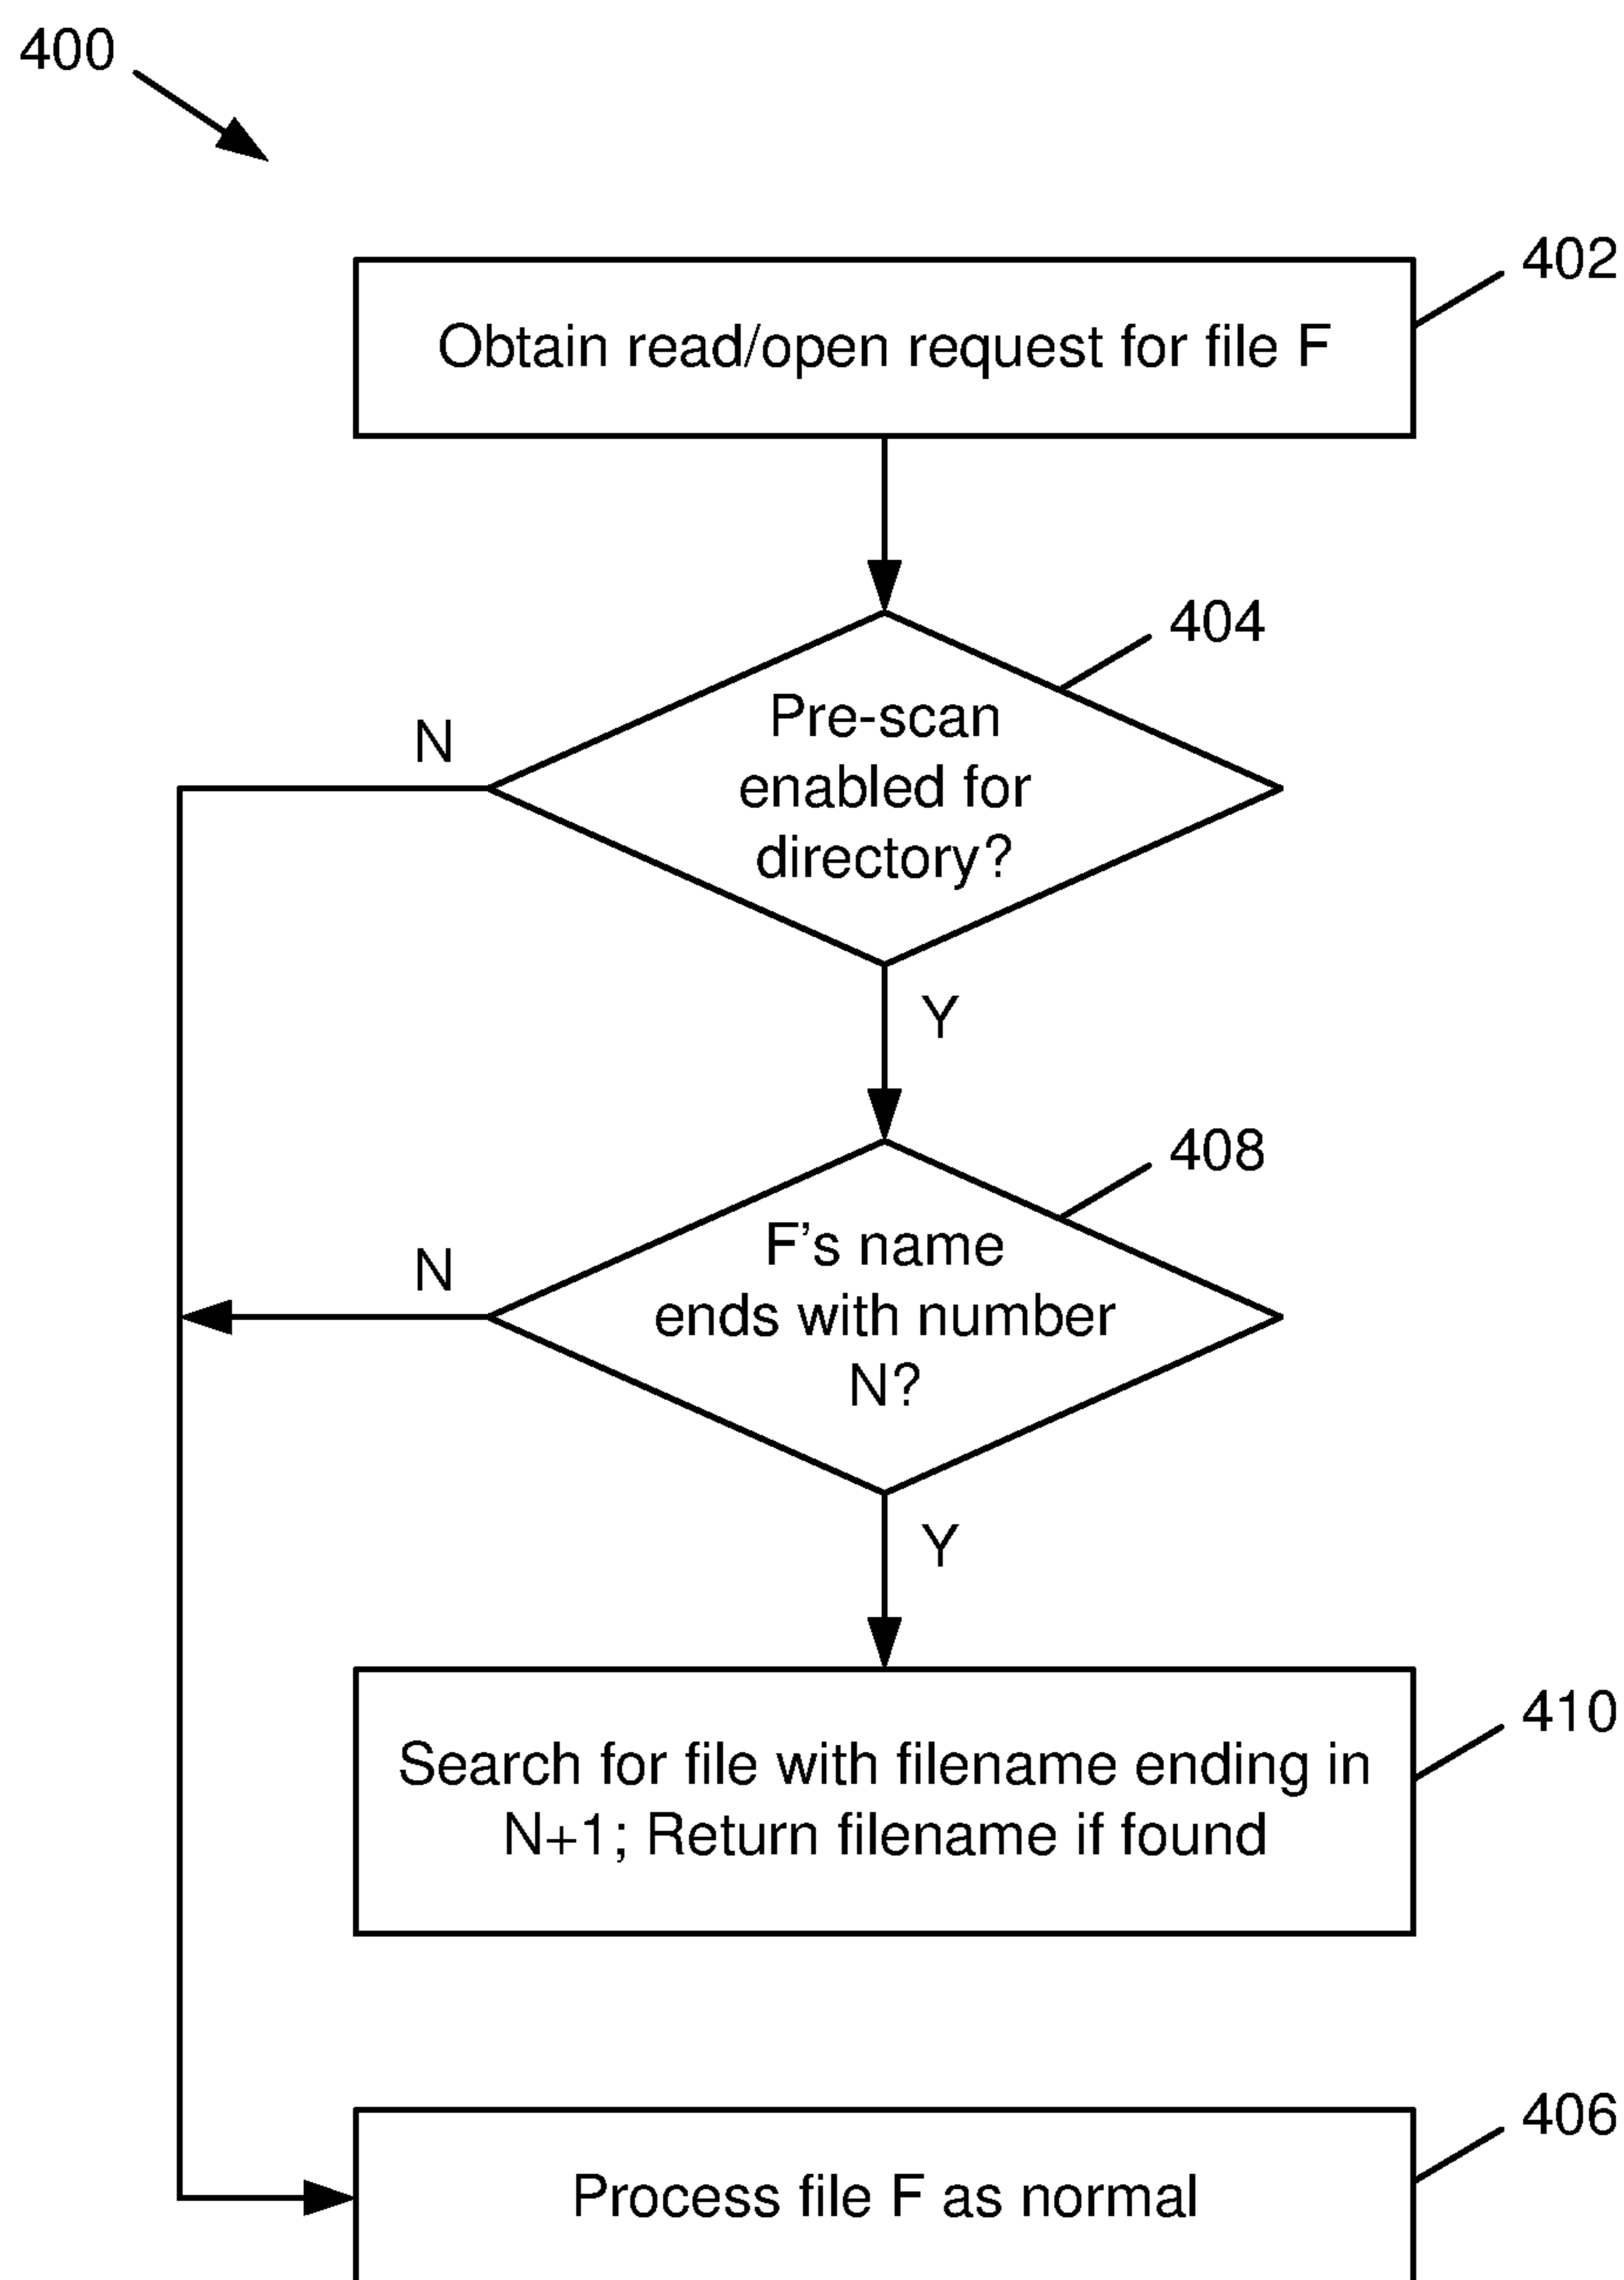 400
402
Obtain read/open request for file F
404
Pre-scan
enabled for
directory?
N
Y
408
F’s name
ends with number
N?
N
Y
410
Search for file with filename ending in
N+1; Return filename if found
406
Process file F as normal